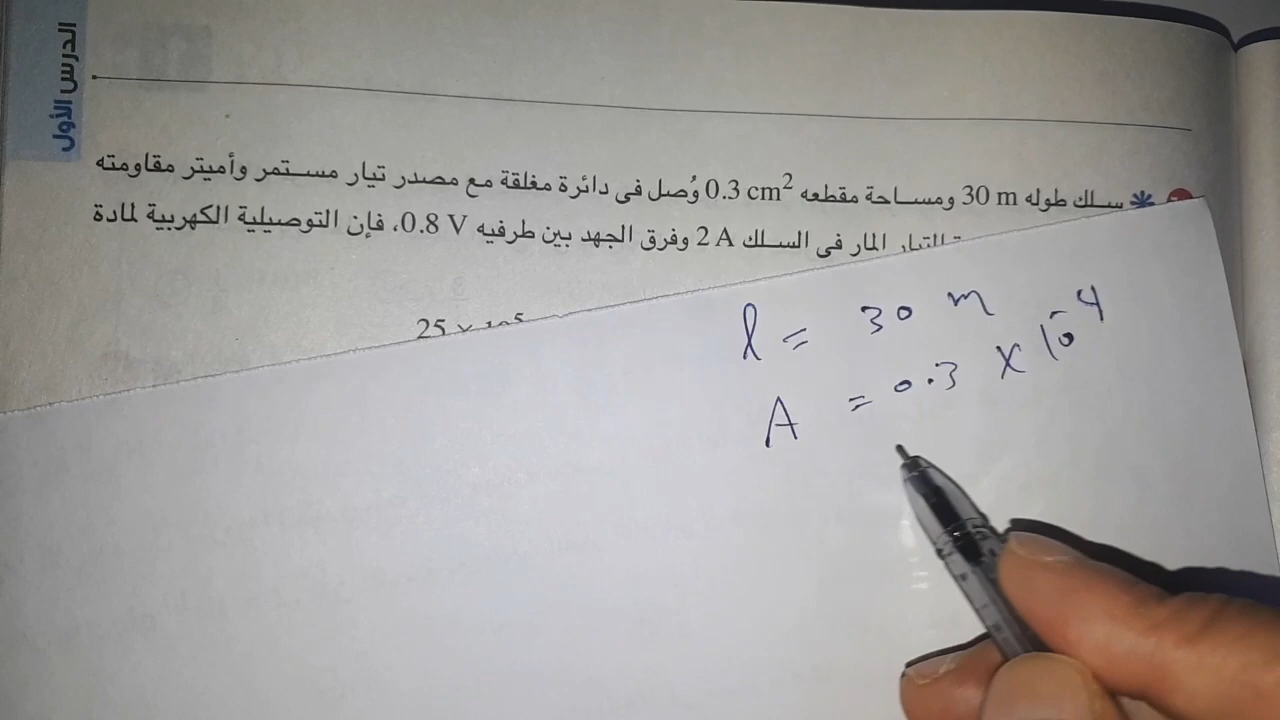 الدرس الأول
سلك طوله 30 m ومساحة مقطعه 0.3 cm² وُصل فى دائرة مغلقة مع مصدر تيار مستمر وأميتر مقاومته
التيار المار فى السلك 2 A وفرق الجهد بين طرفيه 0.8 V، فإن التوصيلية الكهربية لمادة
25 × 10⁵
l = 30 m
A = 0.3 × 10⁻⁴